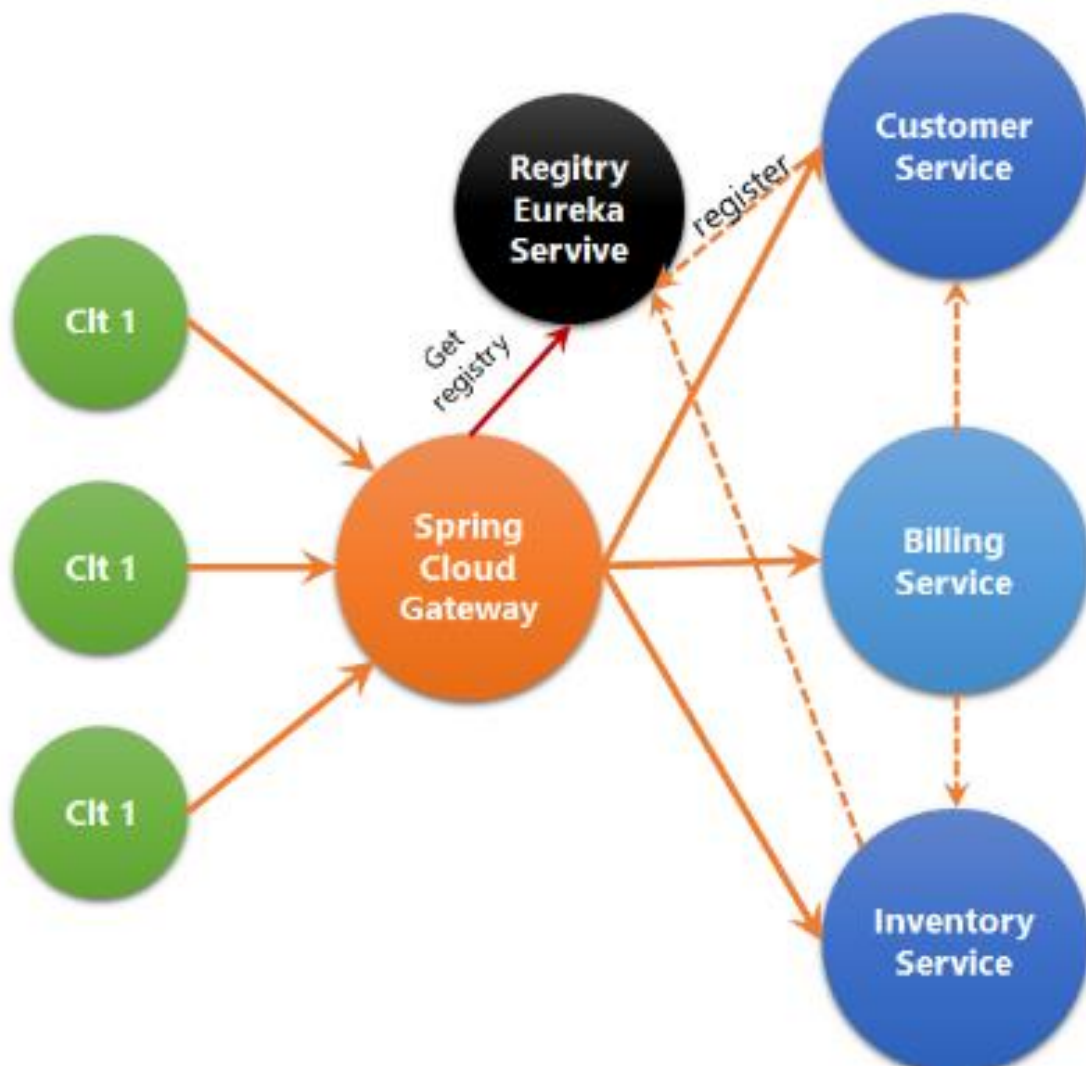 Customer
Service
Regitry
Eureka
Servive
register
Clt 1
Get
registry
Spring
Cloud
Gateway
Clt 1
Billing
Service
Clt 1
Inventory
Service